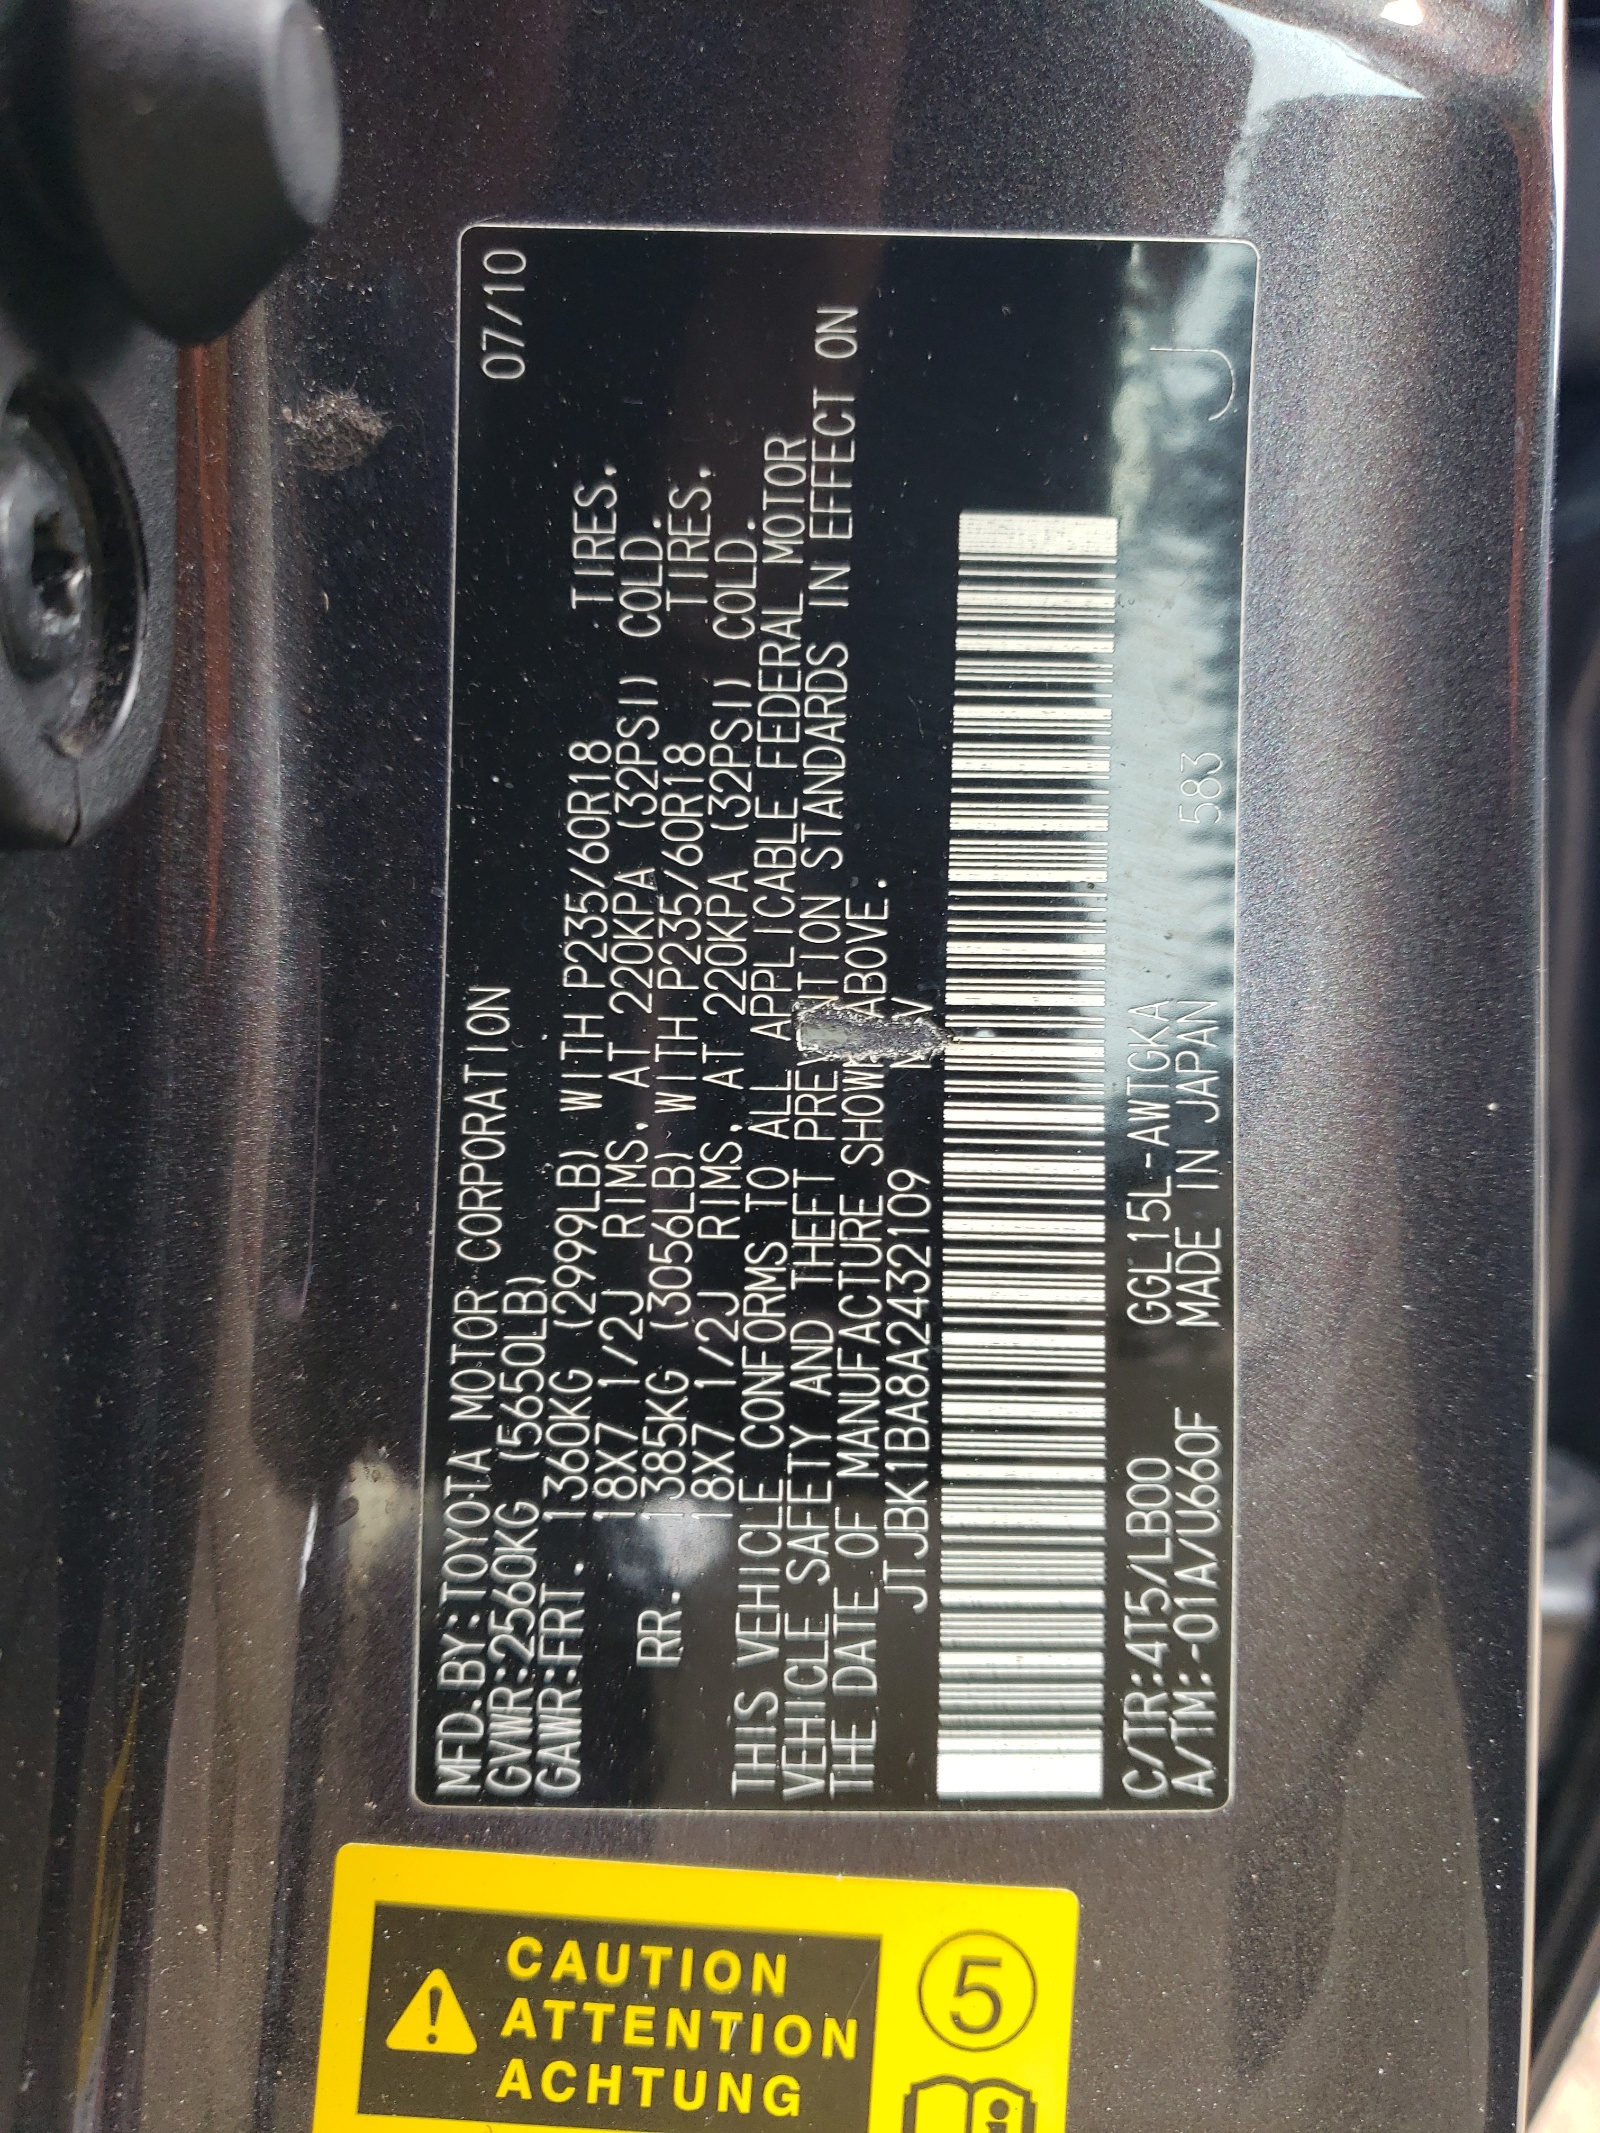 MFD.BY:TOYOTA MOTOR CORPORATION 07/10
GVWR:2560KG (5650LB)
GAWR:FRT. 1360KG (2999LB) WITH P235/60R18 TIRES.
18X7 1/2J RIMS, AT 220KPA (32PSI) COLD.
RR. 1385KG (3056LB) WITH P235/60R18 TIRES.
18X7 1/2J RIMS, AT 220KPA (32PSI) COLD.
THIS VEHICLE CONFORMS TO ALL APPLICABLE FEDERAL MOTOR
VEHICLE SAFETY AND THEFT STANDARDS IN EFFECT ON
THE DATE OF MANUFACTURE ABOVE.
JTJBK1BA8A2432109
C/TR:4T5/LB00 GGL15L-AWTGKA
A/TM:-01A/U660F MADE IN JAPAN 583 J
CAUTION
ATTENTION
ACHTUNG
5
i